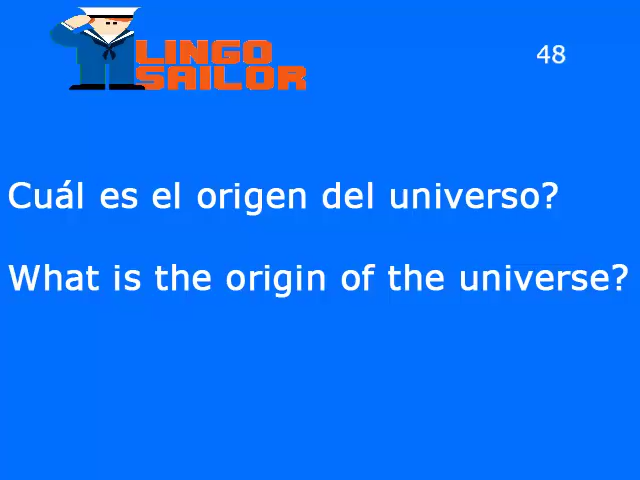 LINGO
SAILOR
48
Cuál es el origen del universo?
What is the origin of the universe?